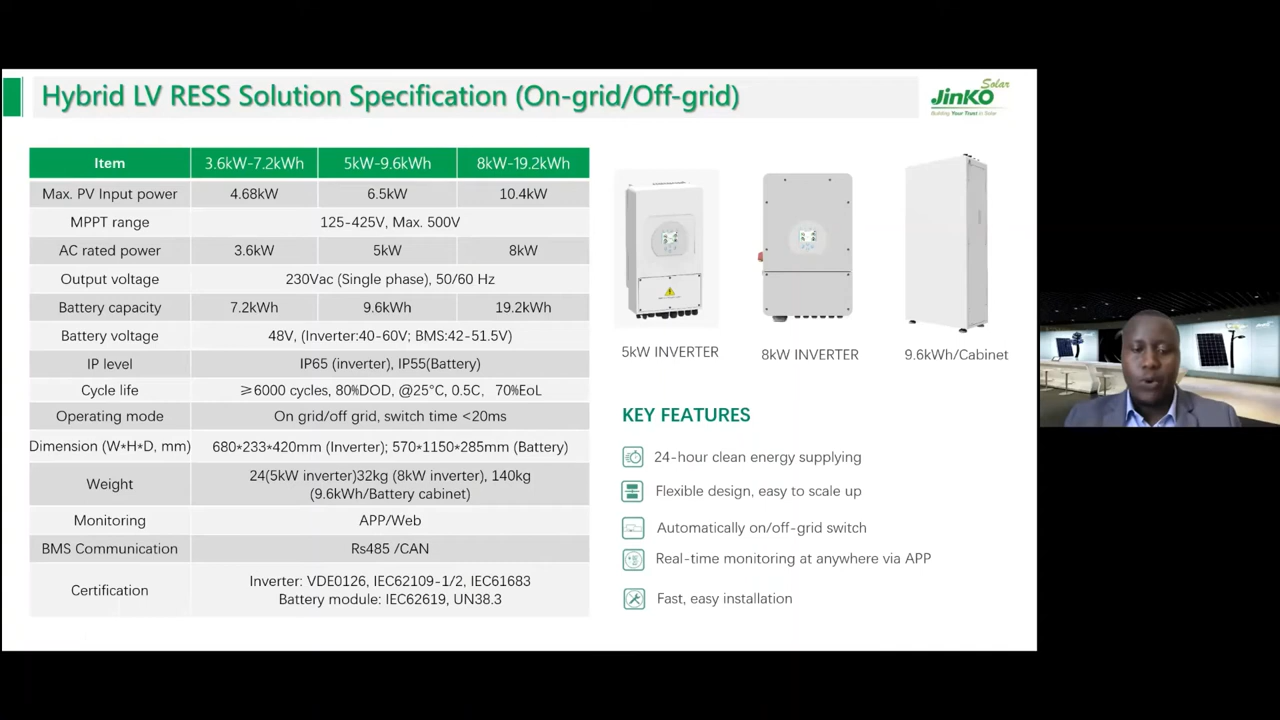 Hybrid LV RESS Solution Specification (On-grid/Off-grid)
Solar
JinKO
Building Your Trust in Solar
Item 3.6kW-7.2kWh 5kW-9.6kWh 8kW-19.2kWh
Max. PV Input power 4.68kW 6.5kW 10.4kW
MPPT range 125-425V, Max. 500V
AC rated power 3.6kW 5kW 8kW
Output voltage 230Vac (Single phase), 50/60 Hz
Battery capacity 7.2kWh 9.6kWh 19.2kWh
Battery voltage 48V, (Inverter:40-60V; BMS:42-51.5V)
IP level IP65 (inverter), IP55(Battery)
Cycle life ≥6000 cycles, 80%DOD, @25°C, 0.5C, 70%EoL
Operating mode On grid/off grid, switch time <20ms
Dimension (W*H*D, mm) 680*233*420mm (Inverter); 570*1150*285mm (Battery)
Weight 24(5kW inverter)32kg (8kW inverter), 140kg
(9.6kWh/Battery cabinet)
Monitoring APP/Web
BMS Communication Rs485 /CAN
Certification Inverter: VDE0126, IEC62109-1/2, IEC61683
Battery module: IEC62619, UN38.3
5kW INVERTER
8kW INVERTER
9.6kWh/Cabinet
KEY FEATURES
24-hour clean energy supplying
Flexible design, easy to scale up
Automatically on/off-grid switch
Real-time monitoring at anywhere via APP
Fast, easy installation